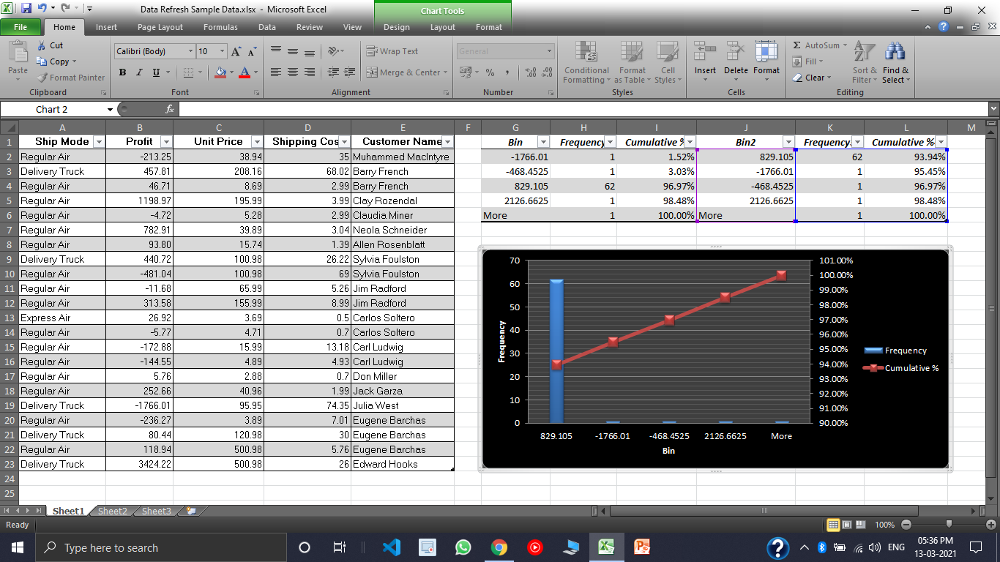 Data Refresh Sample Data.xlsx - Microsoft Excel
Chart Tools
File Home Insert Page Layout Formulas Data Review View Design Layout Format
Paste
Cut
Copy
Format Painter
Clipboard
Calibri (Body) 10
B I U
Font
Wrap Text
Merge & Center
Alignment
General
Number
Conditional Formatting
Format as Table
Cell Styles
Styles
Insert Delete Format
Cells
AutoSum
Fill
Clear
Sort & Filter
Find & Select
Editing
Chart 2 fx
A B C D E F G H I J K L M
1 Ship Mode Profit Unit Price Shipping Cos Customer Name Bin Frequency Cumulative % Bin2 Frequency Cumulative %
2 Regular Air -213.25 38.94 35 Muhammed MacIntyre -1766.01 1 1.52% 829.105 62 93.94%
3 Delivery Truck 457.81 208.16 68.02 Barry French -468.4525 1 3.03% -1766.01 1 95.45%
4 Regular Air 46.71 8.69 2.99 Barry French 829.105 62 96.97% -468.4525 1 96.97%
5 Regular Air 1198.97 195.99 3.99 Clay Rozendal 2126.6625 1 98.48% 2126.6625 1 98.48%
6 Regular Air -4.72 5.28 2.99 Claudia Miner More 1 100.00% More 1 100.00%
7 Regular Air 782.91 39.89 3.04 Neola Schneider
8 Regular Air 93.80 15.74 1.39 Allen Rosenblatt
9 Delivery Truck 440.72 100.98 26.22 Sylvia Foulston
10 Regular Air -481.04 100.98 69 Sylvia Foulston
11 Regular Air -11.68 65.99 5.26 Jim Radford
12 Regular Air 313.58 155.99 8.99 Jim Radford
13 Express Air 26.92 3.69 0.5 Carlos Soltero
14 Regular Air -5.77 4.71 0.7 Carlos Soltero
15 Regular Air -172.88 15.99 13.18 Carl Ludwig
16 Regular Air -144.55 4.89 4.93 Carl Ludwig
17 Regular Air 5.76 2.88 0.7 Don Miller
18 Regular Air 252.66 40.96 1.99 Jack Garza
19 Delivery Truck -1766.01 95.95 74.35 Julia West
20 Regular Air -236.27 3.89 7.01 Eugene Barchas
21 Delivery Truck 80.44 120.98 30 Eugene Barchas
22 Regular Air 118.94 500.98 5.76 Eugene Barchas
23 Delivery Truck 3424.22 500.98 26 Edward Hooks
24
25
70
60
50
40
30
20
10
0
Frequency
101.00%
100.00%
99.00%
98.00%
97.00%
96.00%
95.00%
94.00%
93.00%
92.00%
91.00%
90.00%
829.105 -1766.01 -468.4525 2126.6625 More
Bin
Frequency
Cumulative %
Sheet1 Sheet2 Sheet3
Ready 100%
Type here to search
ENG
05:36 PM
13-03-2021